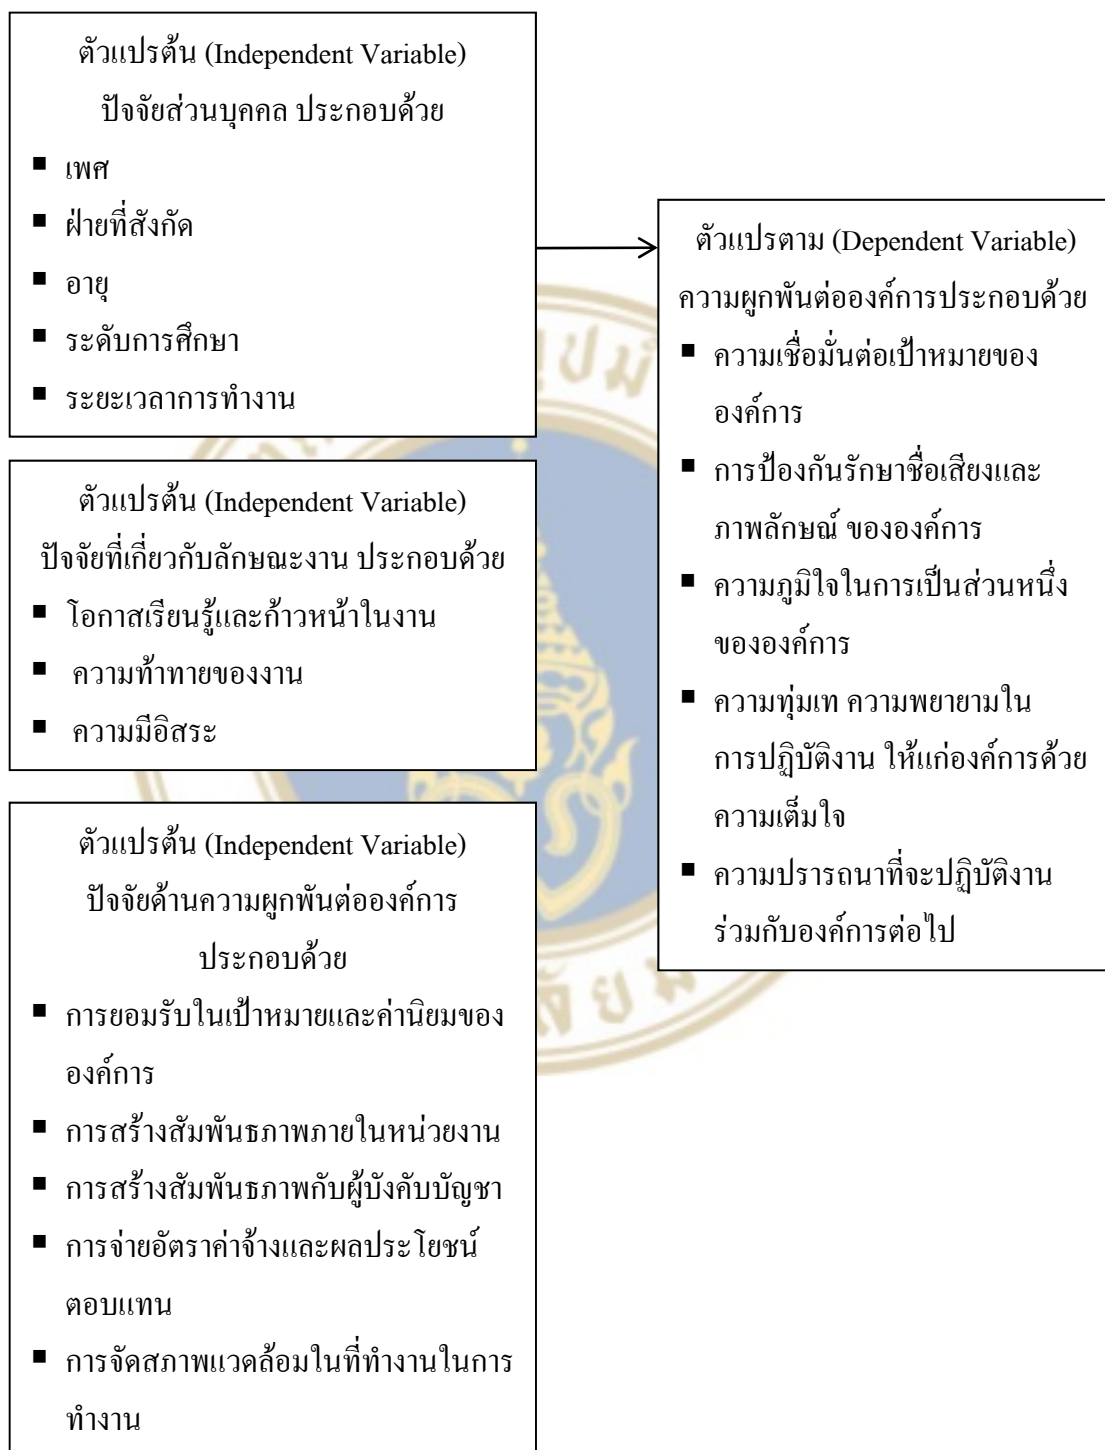 ตัวแปรต้น (Independent Variable)
ปัจจัยส่วนบุคคล ประกอบด้วย
▪ เพศ
▪ ฝ่ายที่สังกัด
▪ อายุ
▪ ระดับการศึกษา
▪ ระยะเวลาการทำงาน
ตัวแปรต้น (Independent Variable)
ปัจจัยที่เกี่ยวกับลักษณะงาน ประกอบด้วย
▪ โอกาสเรียนรู้และก้าวหน้าในงาน
▪ ความท้าทายของงาน
▪ ความมีอิสระ
ตัวแปรต้น (Independent Variable)
ปัจจัยด้านความผูกพันต่อองค์การ
ประกอบด้วย
▪ การยอมรับในเป้าหมายและค่านิยมของ
องค์การ
▪ การสร้างสัมพันธภาพภายในหน่วยงาน
▪ การสร้างสัมพันธภาพกับผู้บังคับบัญชา
▪ การจ่ายอัตราค่าจ้างและผลประโยชน์
ตอบแทน
▪ การจัดสภาพแวดล้อมในที่ทำงานในการ
ทำงาน
ตัวแปรตาม (Dependent Variable)
ความผูกพันต่อองค์การประกอบด้วย
▪ ความเชื่อมั่นต่อเป้าหมายของ
องค์การ
▪ การป้องกันรักษาชื่อเสียงและ
ภาพลักษณ์ ขององค์การ
▪ ความภูมิใจในการเป็นส่วนหนึ่ง
ขององค์การ
▪ ความทุ่มเท ความพยายามใน
การปฏิบัติงาน ให้แก่องค์การด้วย
ความเต็มใจ
▪ ความปรารถนาที่จะปฏิบัติงาน
ร่วมกับองค์การต่อไป